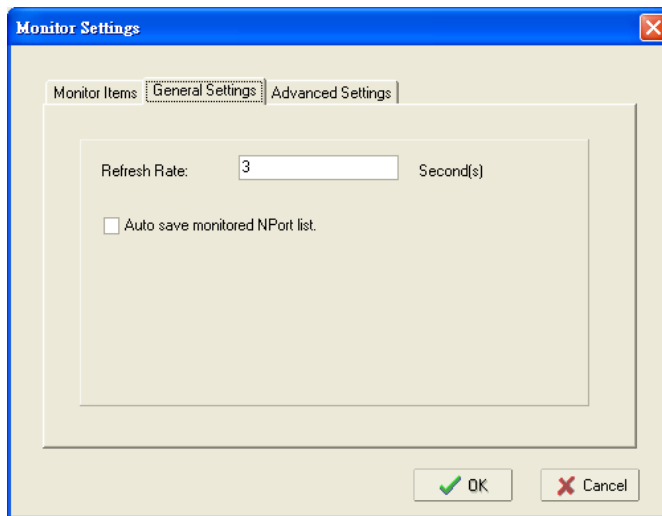 Monitor Settings
Monitor Items General Settings Advanced Settings
Refresh Rate: 3 Second(s)
Auto save monitored NPort list.
OK Cancel